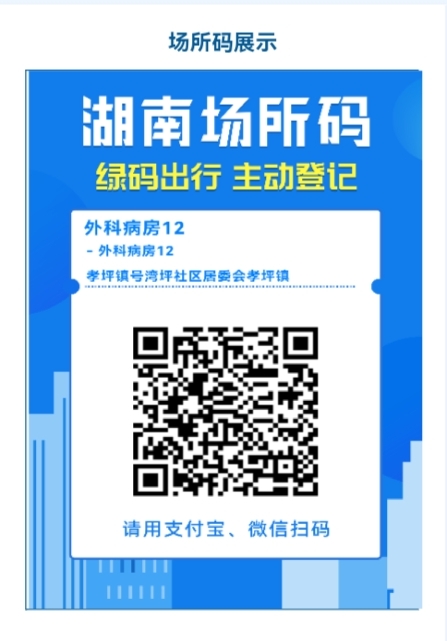 场所码展示
湖南场所码
绿码出行 主动登记
外科病房12
- 外科病房12
孝坪镇号湾坪社区居委会孝坪镇
请用支付宝、微信扫码